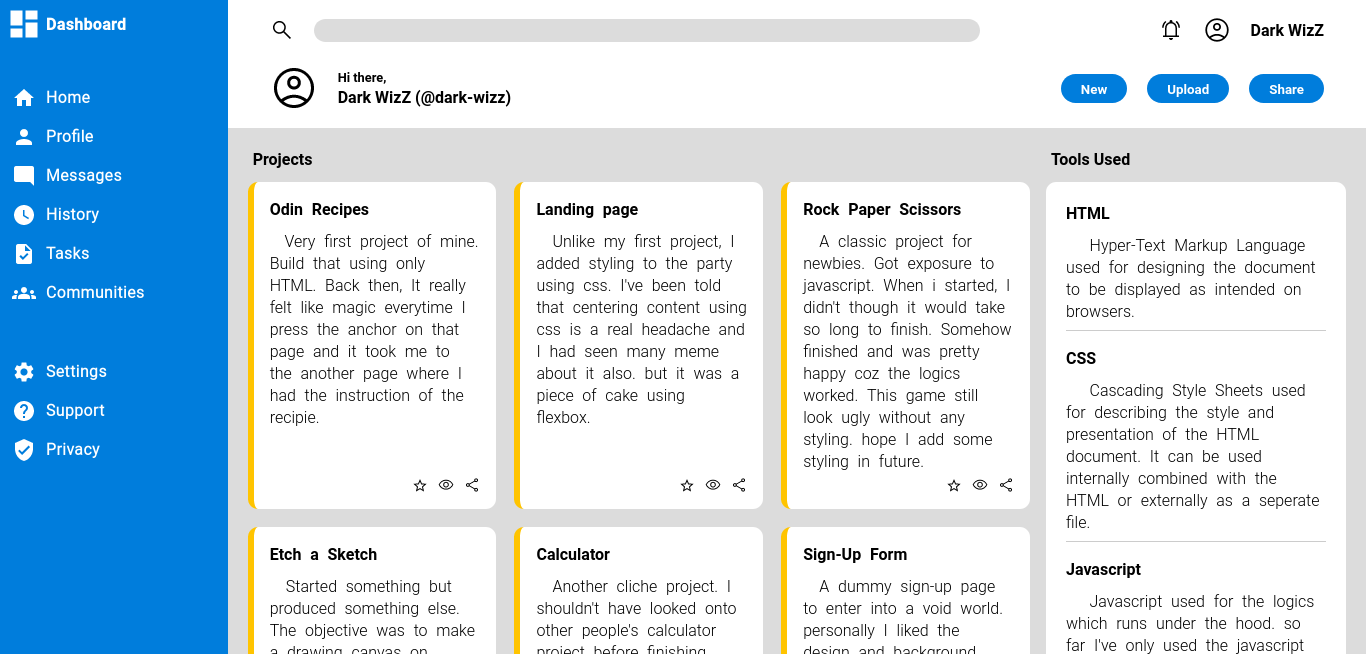 Dashboard
Home
Profile
Messages
History
Tasks
Communities
Settings
Support
Privacy
Dark WizZ
Hi there,
Dark WizZ (@dark-wizz)
New
Upload
Share
Projects
Odin Recipes
Very first project of mine.
Build that using only
HTML. Back then, It really
felt like magic everytime I
press the anchor on that
page and it took me to
the another page where I
had the instruction of the
recipie.
Landing page
Unlike my first project, I
added styling to the party
using css. I've been told
that centering content using
css is a real headache and
I had seen many meme
about it also. but it was a
piece of cake using
flexbox.
Rock Paper Scissors
A classic project for
newbies. Got exposure to
javascript. When i started, I
didn't though it would take
so long to finish. Somehow
finished and was pretty
happy coz the logics
worked. This game still
look ugly without any
styling. hope I add some
styling in future.
Etch a Sketch
Started something but
produced something else.
The objective was to make
a drawing canvas on
Calculator
Another cliche project. I
shouldn't have looked onto
other people's calculator
project before finishing
Sign-Up Form
A dummy sign-up page
to enter into a void world.
personally I liked the
design and background
Tools Used
HTML
Hyper-Text Markup Language
used for designing the document
to be displayed as intended on
browsers.
CSS
Cascading Style Sheets used
for describing the style and
presentation of the HTML
document. It can be used
internally combined with the
HTML or externally as a seperate
file.
Javascript
Javascript used for the logics
which runs under the hood. so
far I've only used the javascript